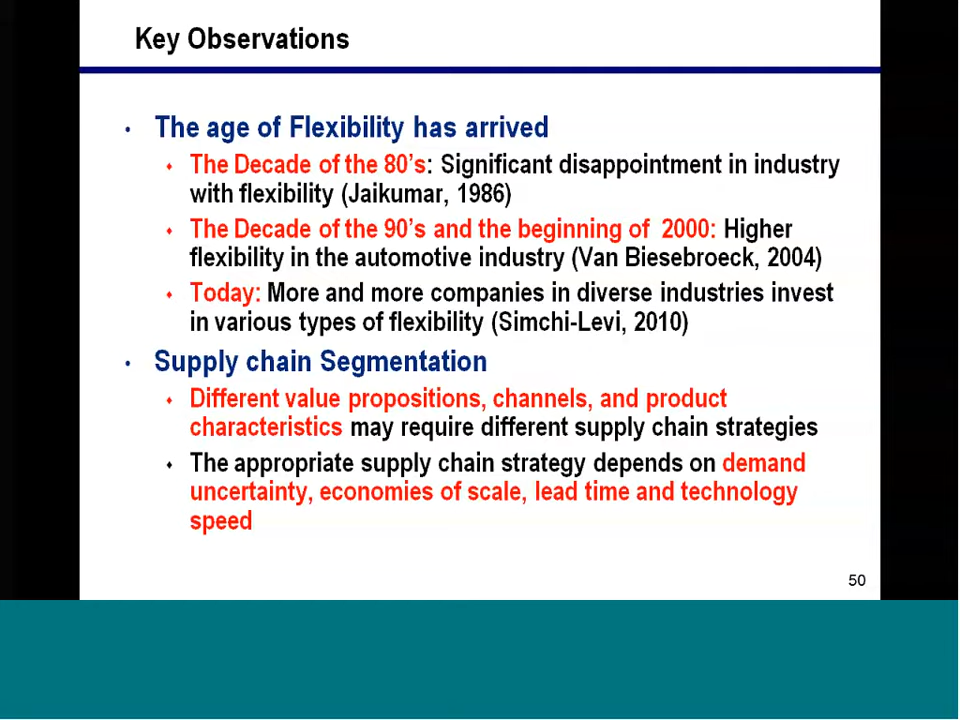 Key Observations
• The age of Flexibility has arrived
♦ The Decade of the 80’s: Significant disappointment in industry
with flexibility (Jaikumar, 1986)
♦ The Decade of the 90’s and the beginning of 2000: Higher
flexibility in the automotive industry (Van Biesebroeck, 2004)
♦ Today: More and more companies in diverse industries invest
in various types of flexibility (Simchi-Levi, 2010)
• Supply chain Segmentation
♦ Different value propositions, channels, and product
characteristics may require different supply chain strategies
♦ The appropriate supply chain strategy depends on demand
uncertainty, economies of scale, lead time and technology
speed
50